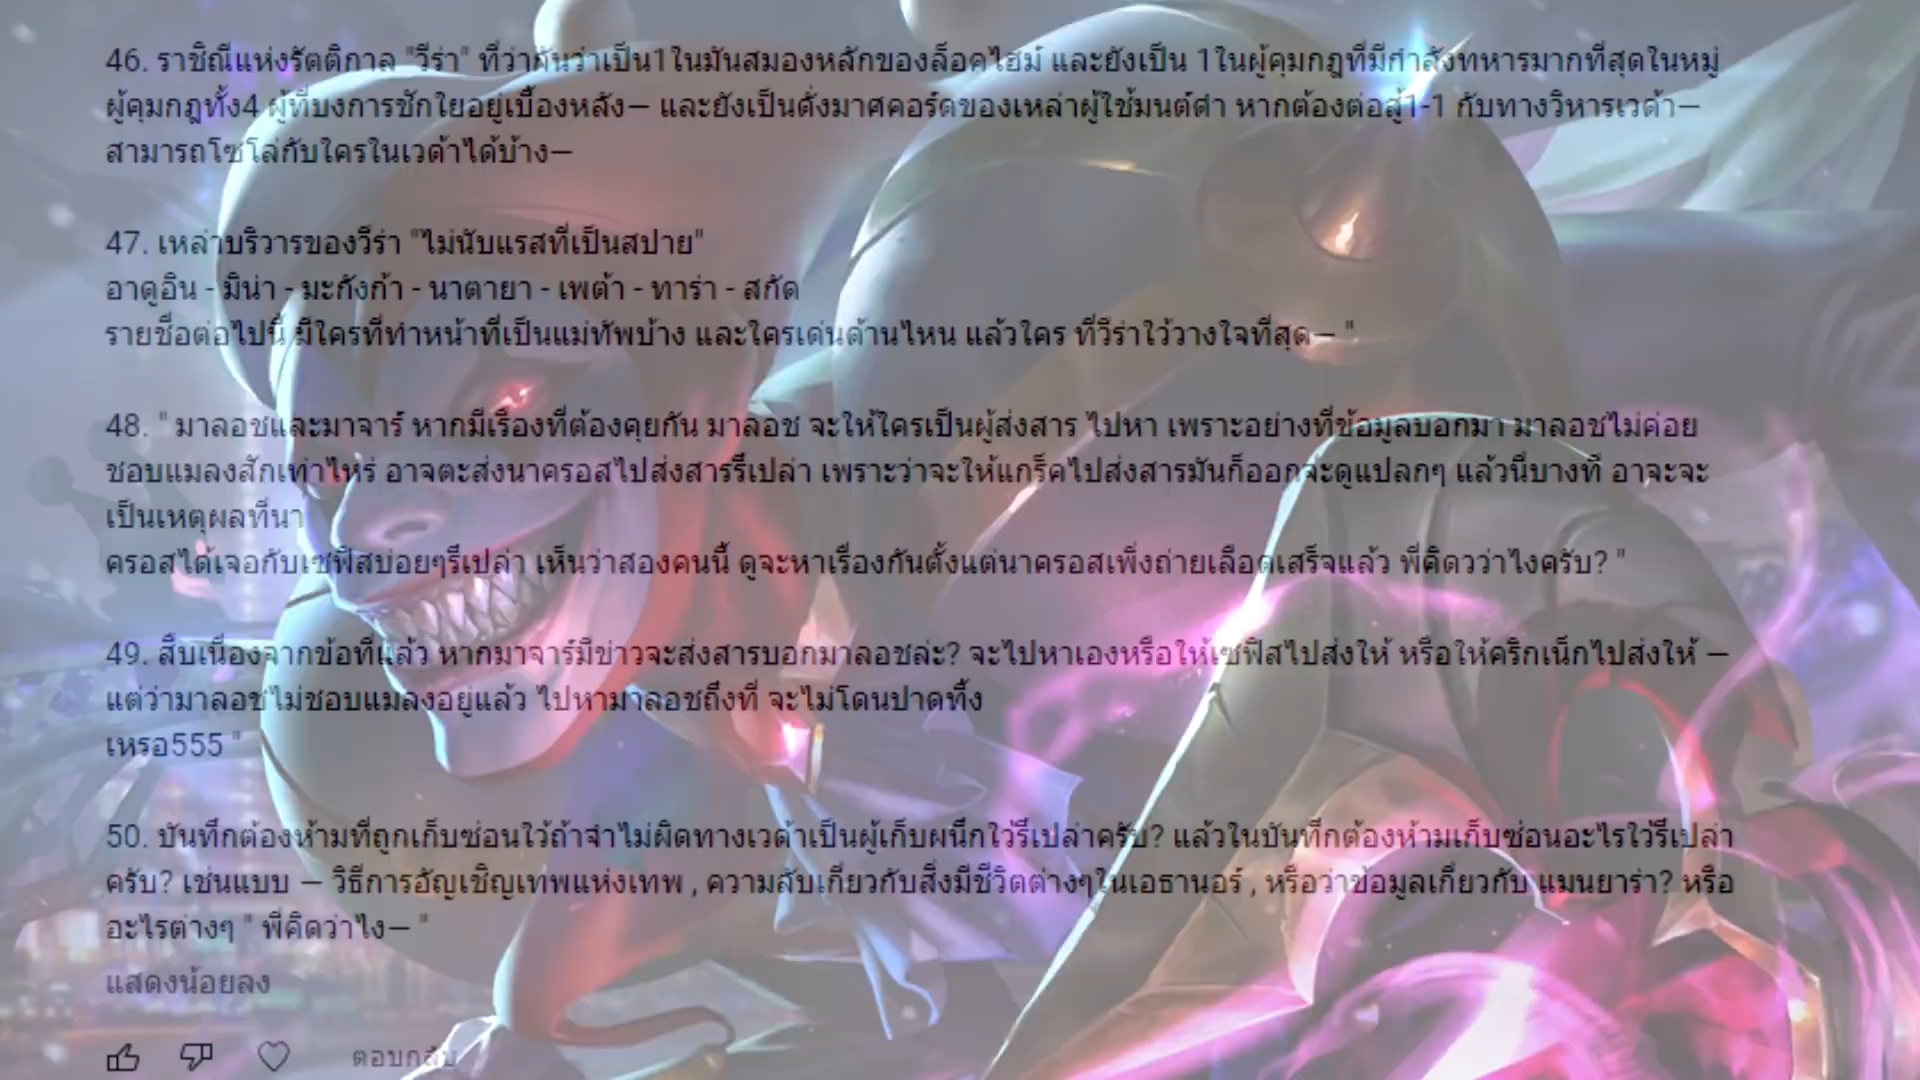 46. ราชิณีแห่งรัตติกาล "วีร่า" ที่ว่ากันว่าเป็น1ในมันสมองหลักของล็อคไฮม์ และยังเป็น 1ในผู้คุมกฎที่มีกำลังทหารมากที่สุดในหมู่
ผู้คุมกฎทั้ง4 ผู้ที่บงการชักใยอยู่เบื้องหลัง— และยังเป็นดั่งมาศคอร์ดของเหล่าผู้ใช้มนต์ดำ หากต้องต่อสู้1-1 กับทางวิหารเวด้า—
สามารถโซโล่กับใครในเวด้าได้บ้าง—
47. เหล่าบริวารของวีร่า "ไม่นับแรสที่เป็นสปาย"
อาดูอิน - มิน่า - มะกังก้า - นาตายา - เพต้า - ทาร่า - สกัด
รายชื่อต่อไปนี้ มีใครที่ทำหน้าที่เป็นแม่ทัพบ้าง และใครเด่นด้านไหน แล้วใคร ที่วีร่าใว้วางใจที่สุด— "
48. " มาลอชและมาจาร์ หากมีเรื่องที่ต้องคุยกัน มาลอช จะให้ใครเป็นผู้ส่งสาร ไปหา เพราะอย่างที่ข้อมูลบอกมา มาลอชไม่ค่อย
ชอบแมลงสักเท่าไหร่ อาจตะส่งนาครอสไปส่งสารรึเปล่า เพราะว่าจะให้แกร็คไปส่งสารมันก็ออกจะดูแปลกๆ แล้วนี่บางที อาจะจะ
เป็นเหตุผลที่นา
ครอสได้เจอกับเซฟิสบ่อยๆรึเปล่า เห็นว่าสองคนนี้ ดูจะหาเรื่องกันตั้งแต่นาครอสเพิ่งถ่ายเลือดเสร็จแล้ว พี่คิดวว่าไงครับ? "
49. สืบเนื่องจากข้อที่แล้ว หากมาจาร์มีข่าวจะส่งสารบอกมาลอชล่ะ? จะไปหาเองหรือให้เซฟิสไปส่งให้ หรือให้คริกเน็กไปส่งให้ —
แต่ว่ามาลอชไม่ชอบแมลงอยู่แล้ว ไปหามาลอชถึงที่ จะไม่โดนปาดทิ้ง
เหรอ555 "
50. บันทึกต้องห้ามที่ถูกเก็บซ่อนใว้ถ้าจำไม่ผิดทางเวด้าเป็นผู้เก็บผนึกใว้รึเปล่าครับ? แล้วในบันทึกต้องห้ามเก็บซ่อนอะไรใว้รึเปล่า
ครับ? เช่นแบบ — วิธีการอัญเชิญเทพแห่งเทพ , ความลับเกี่ยวกับสิ่งมีชีวิตต่างๆในเอธานอร์ , หรือว่าข้อมูลเกี่ยวกับ แมนยาร่า? หรือ
อะไรต่างๆ " พี่คิดว่าไง— "
แสดงน้อยลง
ตอบกลับ